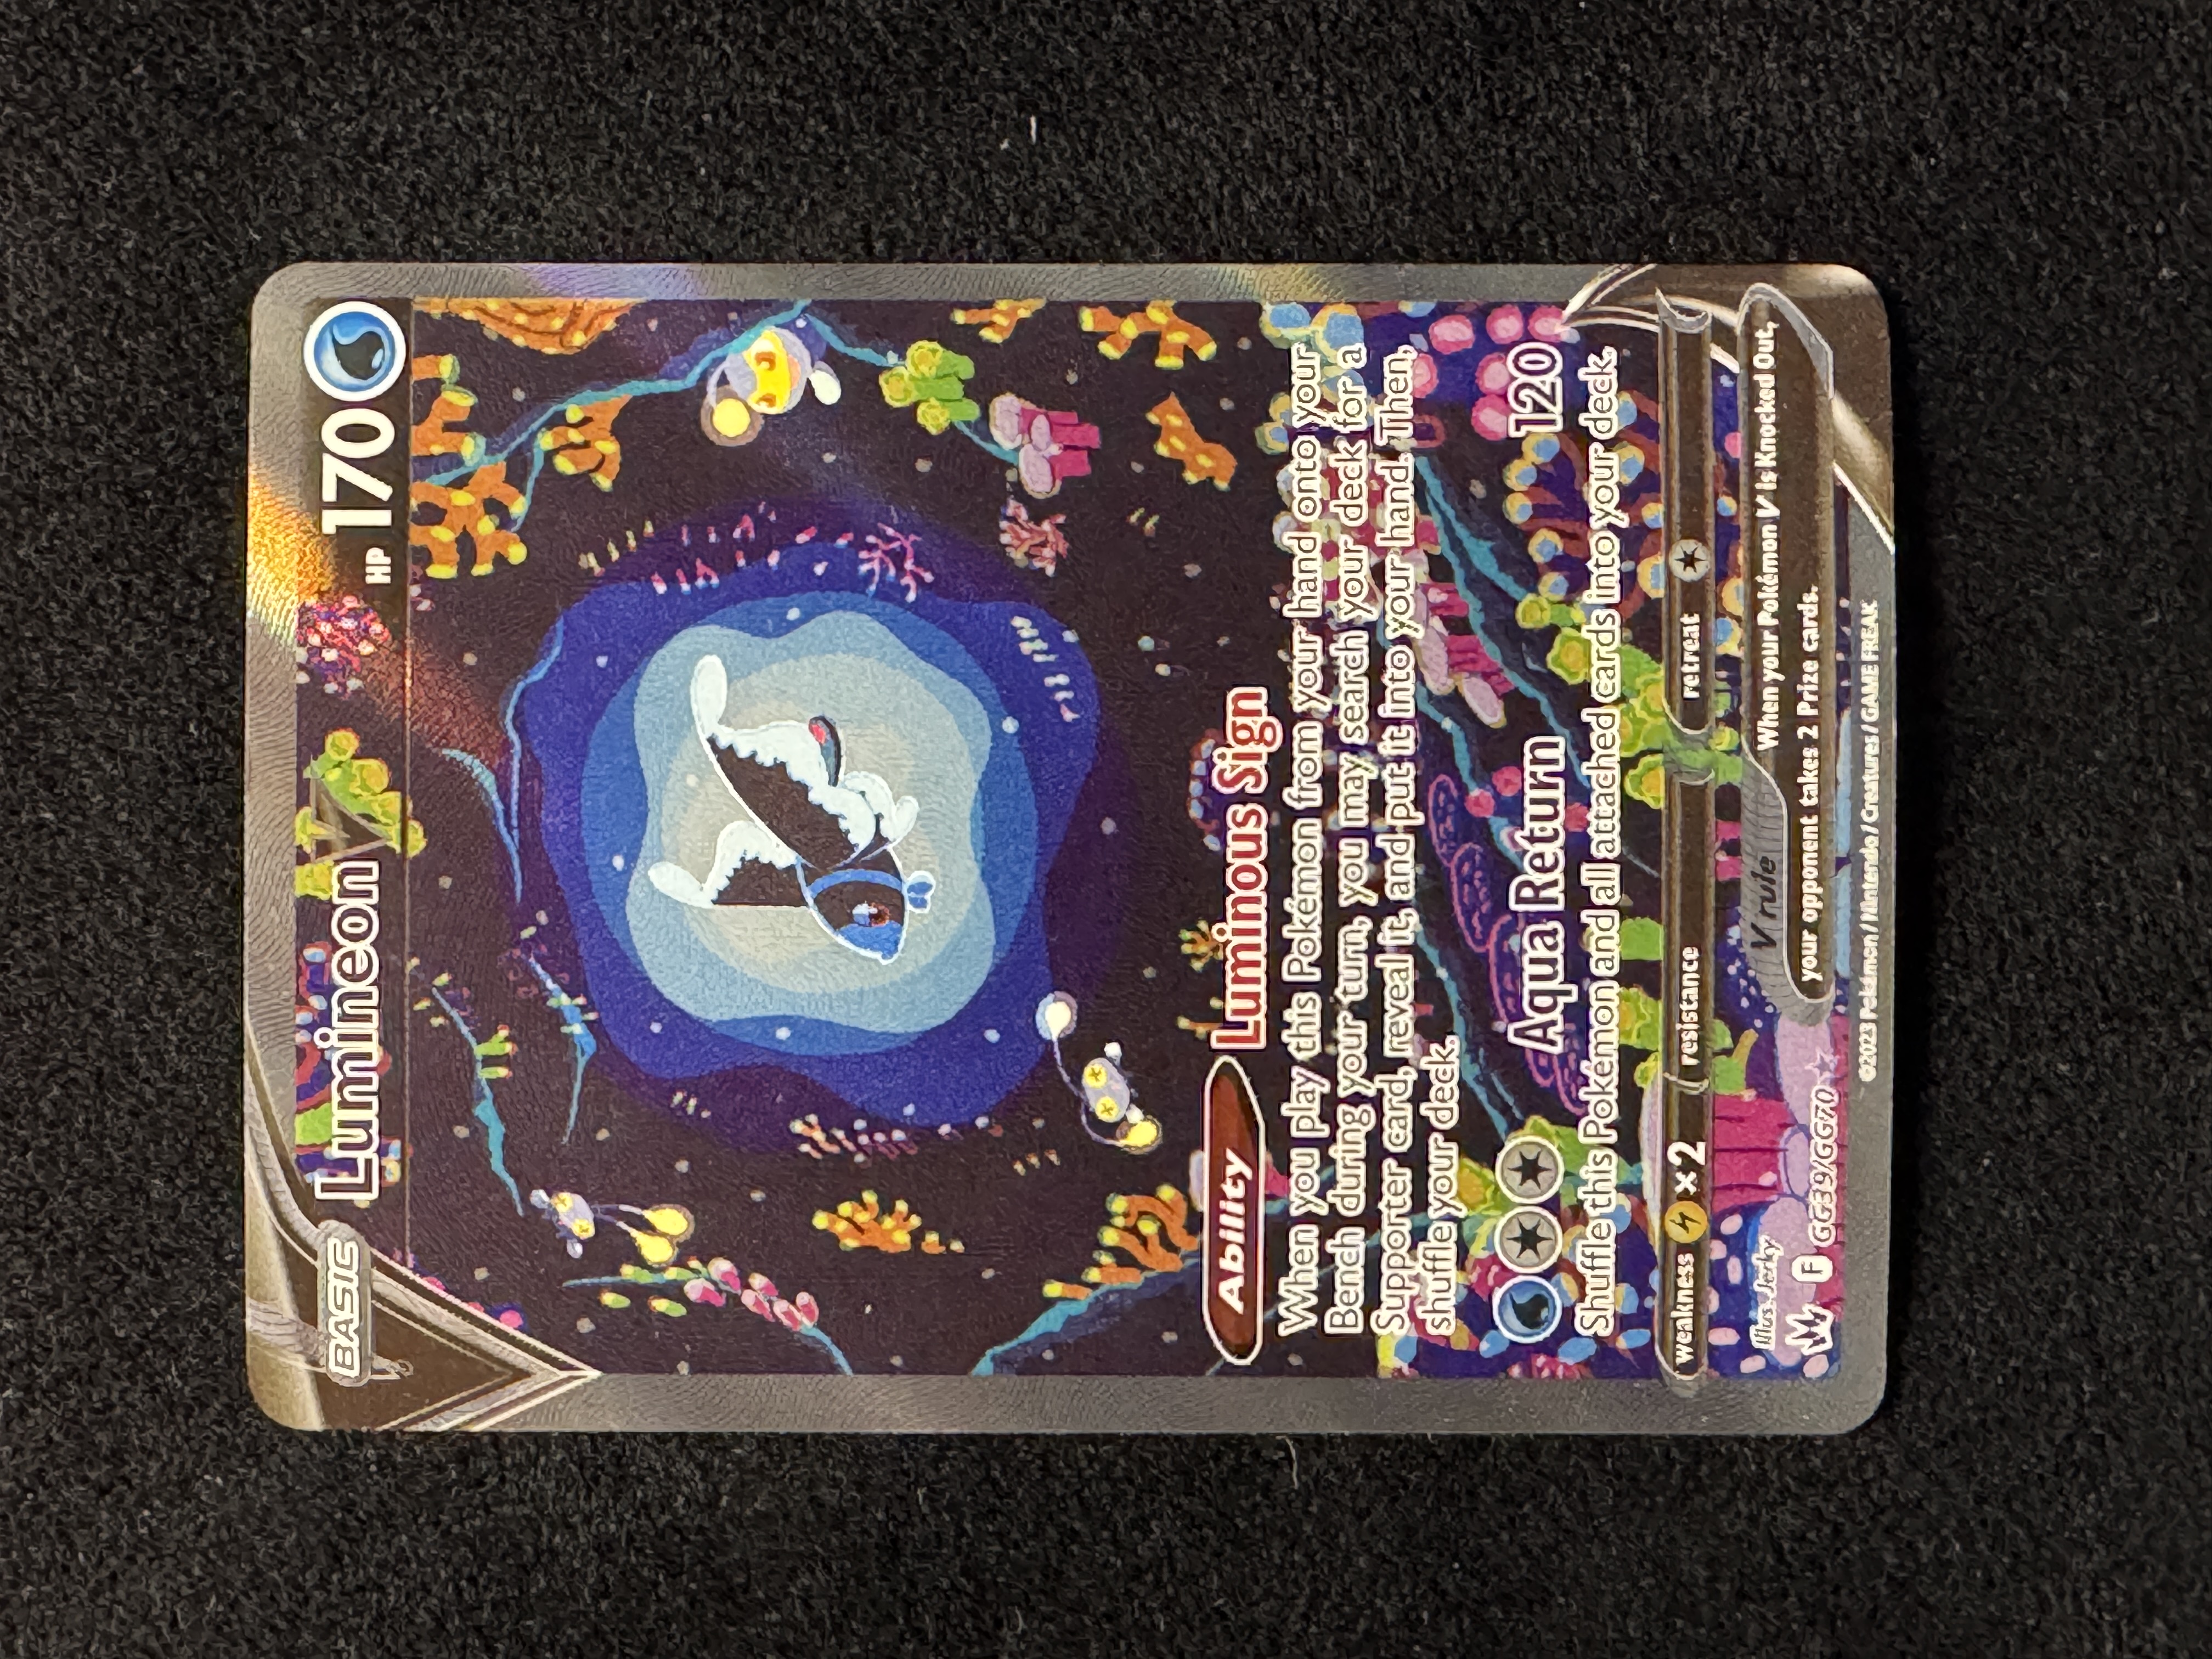 BASIC
Lumineon V
HP 170
Ability Luminous Sign
When you play this Pokémon from your hand onto your
Bench during your turn, you may search your deck for a
Supporter card, reveal it, and put it into your hand. Then,
shuffle your deck.
Aqua Return 120
Shuffle this Pokémon and all attached cards into your deck.
weakness ×2 resistance retreat
V rule When your Pokémon V is Knocked Out,
your opponent takes 2 Prize cards.
Illus. Jerky
F GG39/GG70
©2023 Pokémon / Nintendo / Creatures / GAME FREAK